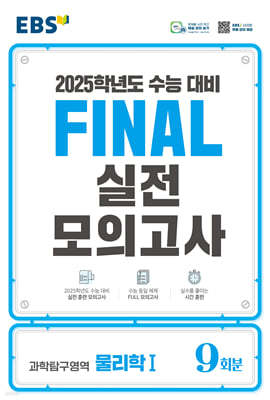 EBS
2025학년도 수능 대비
FINAL
실전
모의고사
2025학년도 수능 대비
실전 훈련 모의고사
수능 동일 체계
FULL 모의고사
실수를 줄이는
시간 훈련
과학탐구영역 물리학 I 9회분